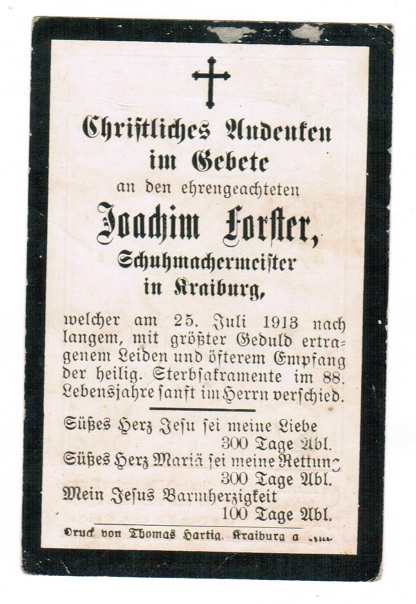 Christliches Andenken
im Gebete
an den ehrengeachteten
Joachim Forster,
Schuhmachermeister
in Kraiburg,
welcher am 25. Juli 1913 nach
langem, mit größter Geduld ertra-
genem Leiden und öfterem Empfang
der heilig. Sterbsakramente im 88.
Lebensjahre sanft im Herrn verschied.
Süßes Herz Jesu sei meine Liebe
300 Tage Abl.
Süßes Herz Mariä sei meine Rettung
300 Tage Abl.
Mein Jesus Barmherzigkeit
100 Tage Abl.
Druck von Thomas Hartig, Kraiburg a